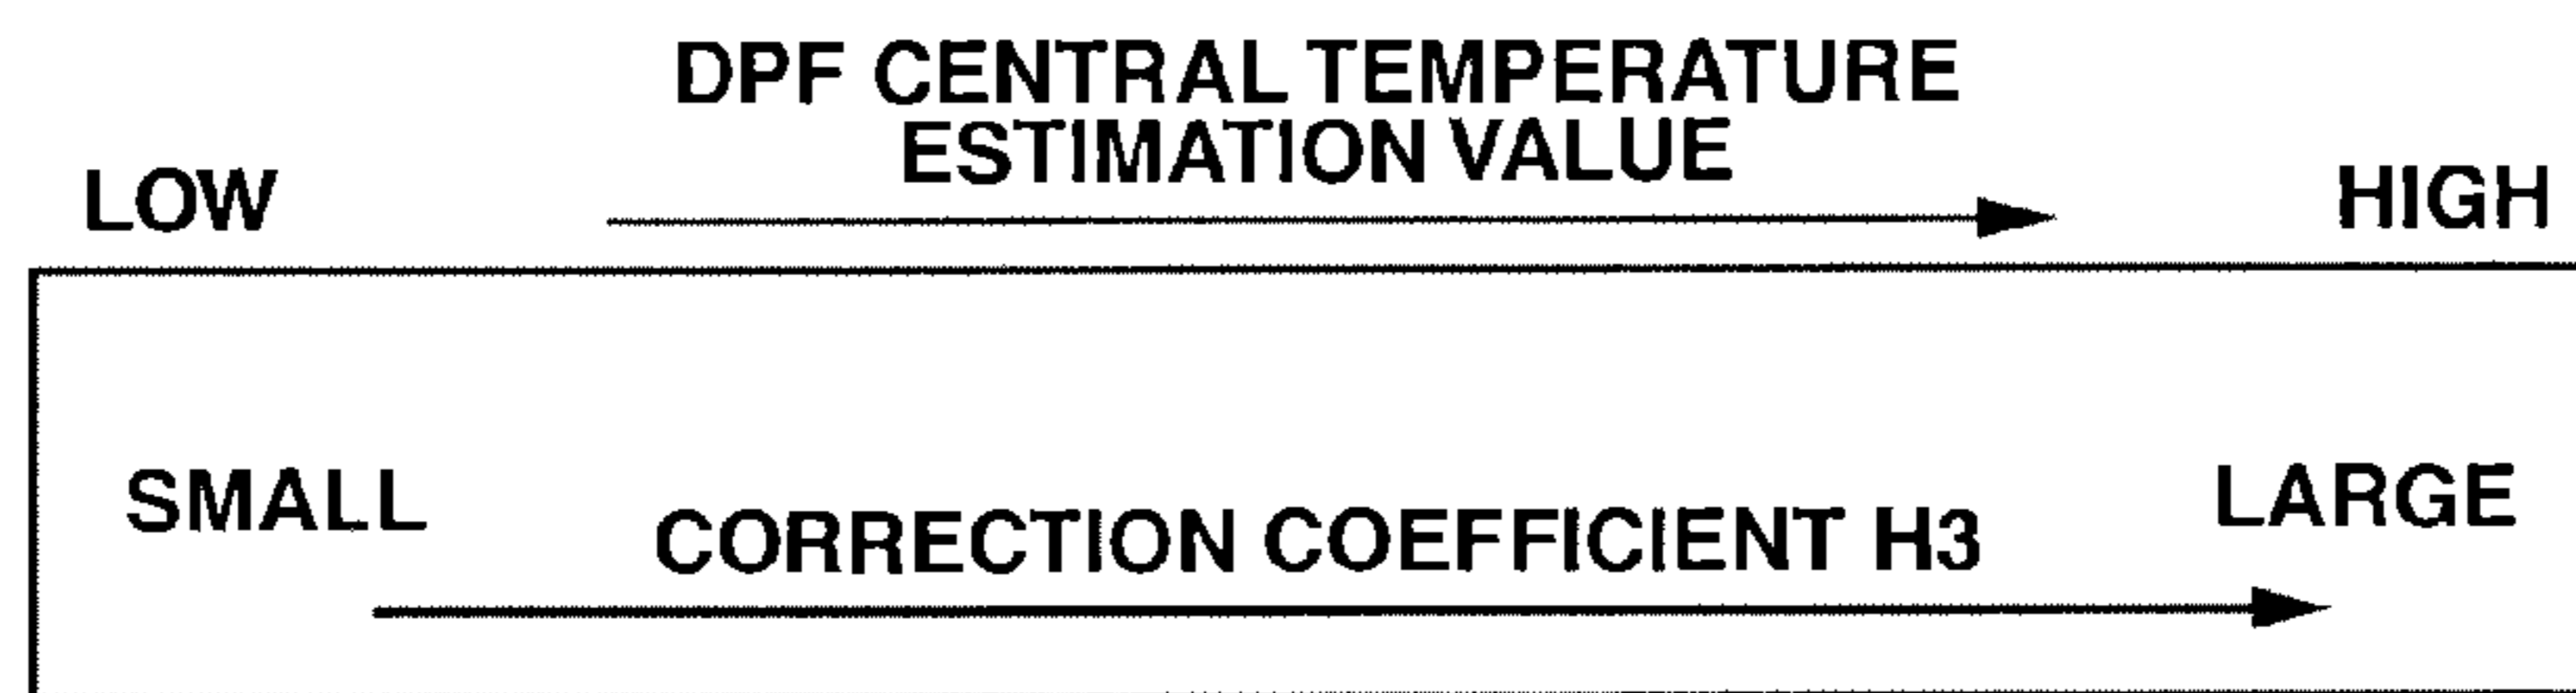 DPF CENTRAL TEMPERATURE
ESTIMATION VALUE
LOW
HIGH
SMALL
LARGE
CORRECTION COEFFICIENT H3